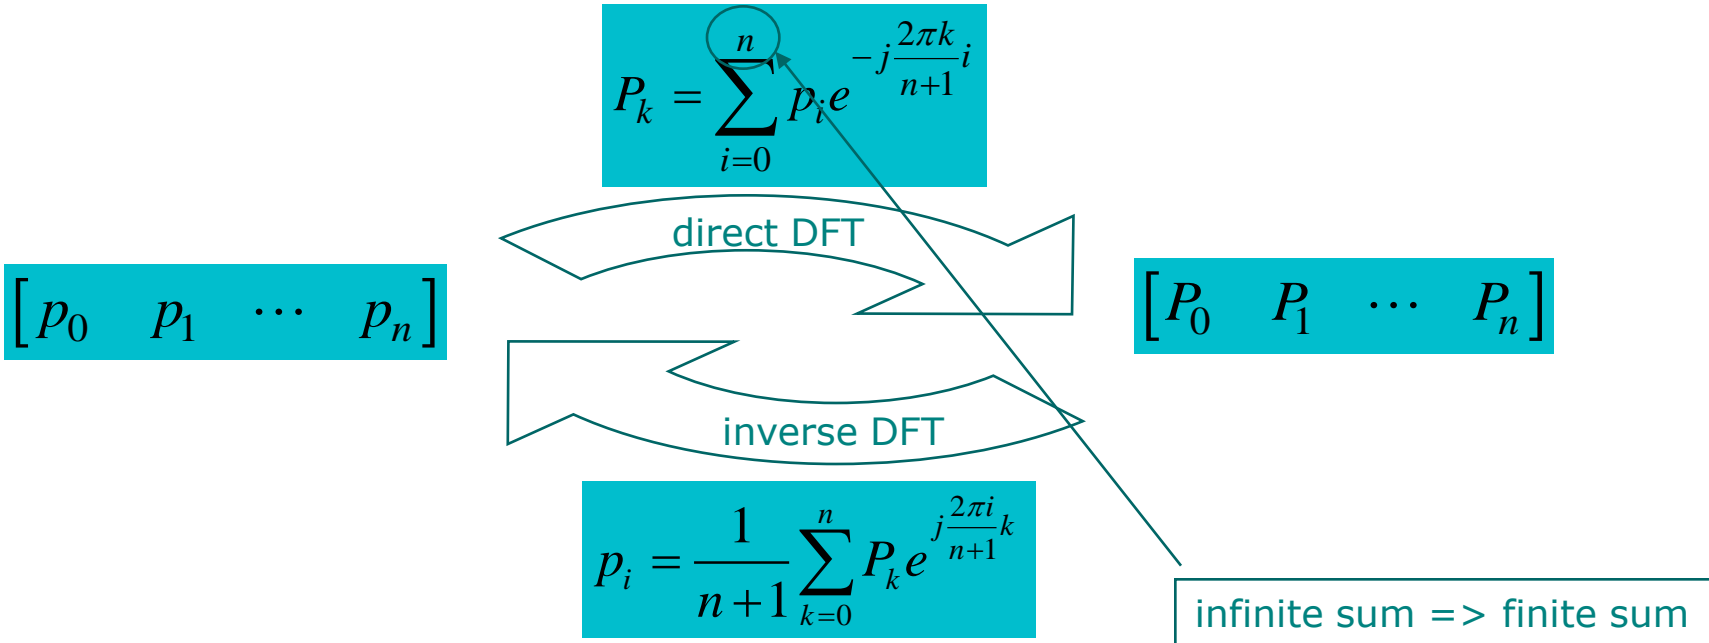 P_k = \sum_{i=0}^{n} p_i e^{-j\frac{2\pi k}{n+1}i}
direct DFT
[p_0 p_1 ⋯ p_n]
[P_0 P_1 ⋯ P_n]
inverse DFT
p_i = \frac{1}{n+1} \sum_{k=0}^{n} P_k e^{j\frac{2\pi i}{n+1}k}
infinite sum => finite sum